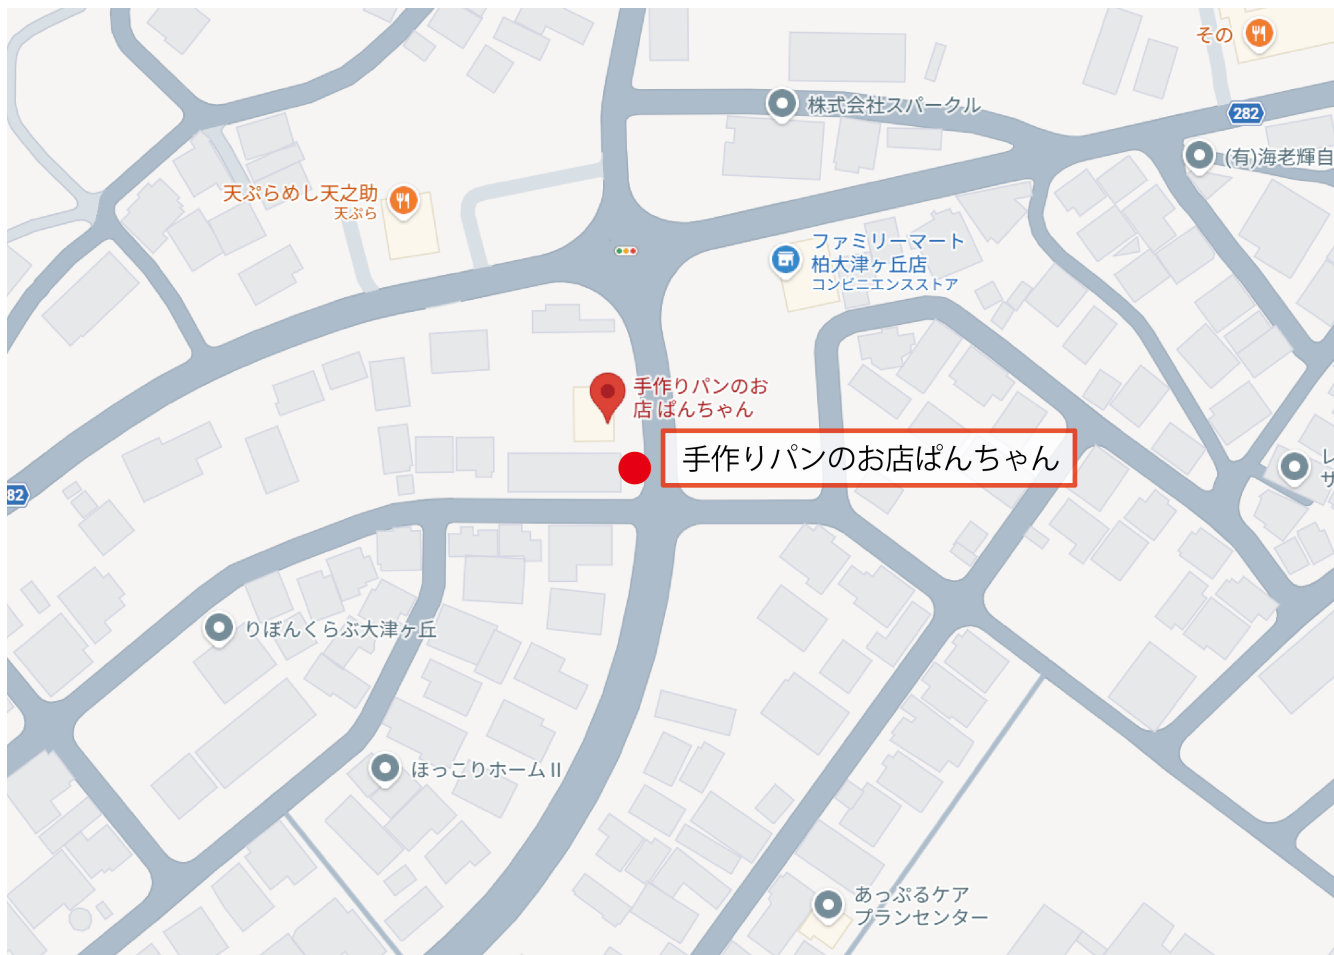 その
株式会社スパークル
282
(有)海老輝自
天ぷらめし天之助
天ぷら
ファミリーマート
柏大津ヶ丘店
コンビニエンスストア
手作りパンのお
店 ぱんちゃん
手作りパンのお店ぱんちゃん
レ
サ
82
りぼんくらぶ大津ヶ丘
ほっこりホームⅡ
あっぷるケア
プランセンター